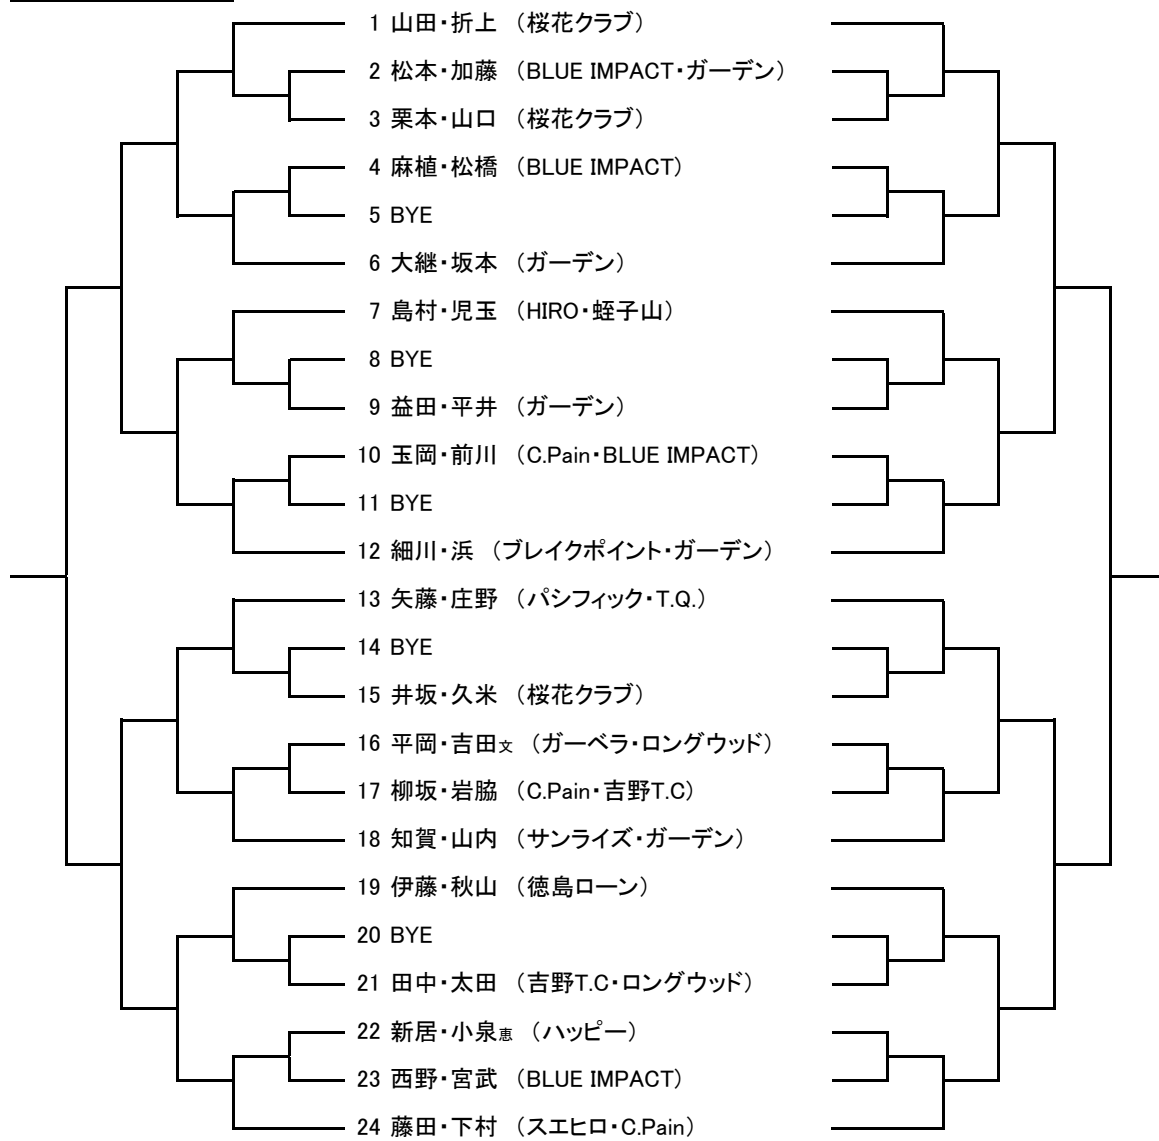 1 山田・折上 （桜花クラブ）
2 松本・加藤 （BLUE IMPACT・ガーデン）
3 栗本・山口 （桜花クラブ）
4 麻植・松橋 （BLUE IMPACT）
5 BYE
6 大継・坂本 （ガーデン）
7 島村・児玉 （HIRO・蛭子山）
8 BYE
9 益田・平井 （ガーデン）
10 玉岡・前川 （C.Pain・BLUE IMPACT）
11 BYE
12 細川・浜 （ブレイクポイント・ガーデン）
13 矢藤・庄野 （パシフィック・T.Q.）
14 BYE
15 井坂・久米 （桜花クラブ）
16 平岡・吉田文 （ガーベラ・ロングウッド）
17 柳坂・岩脇 （C.Pain・吉野T.C）
18 知賀・山内 （サンライズ・ガーデン）
19 伊藤・秋山 （徳島ローン）
20 BYE
21 田中・太田 （吉野T.C・ロングウッド）
22 新居・小泉恵 （ハッピー）
23 西野・宮武 （BLUE IMPACT）
24 藤田・下村 （スエヒロ・C.Pain）